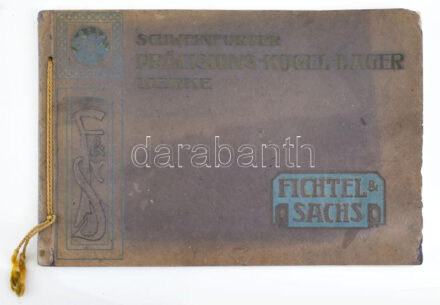 SCHWEINFURTER
PRÄCISIONS-KUGEL-LAGER
WERKE
F&S
FICHTEL &
SACHS
darabanth